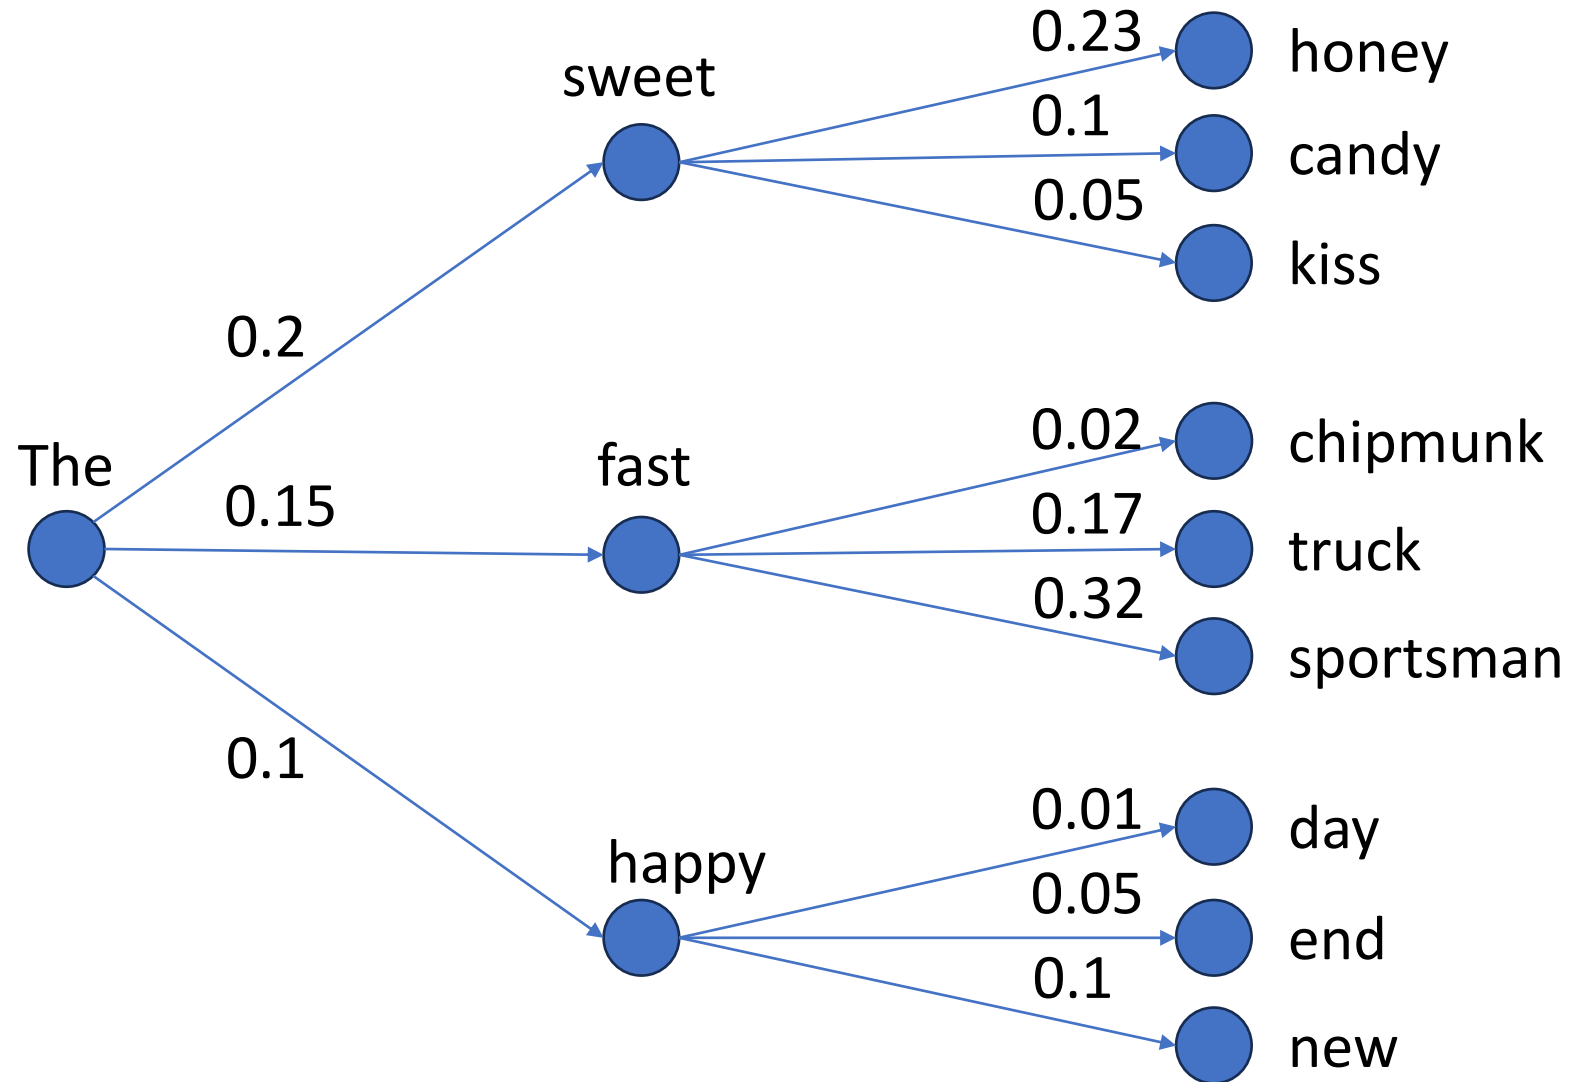 The
0.2
0.15
0.1
sweet
0.23
honey
0.1
candy
0.05
kiss
fast
0.02
chipmunk
0.17
truck
0.32
sportsman
happy
0.01
day
0.05
end
0.1
new